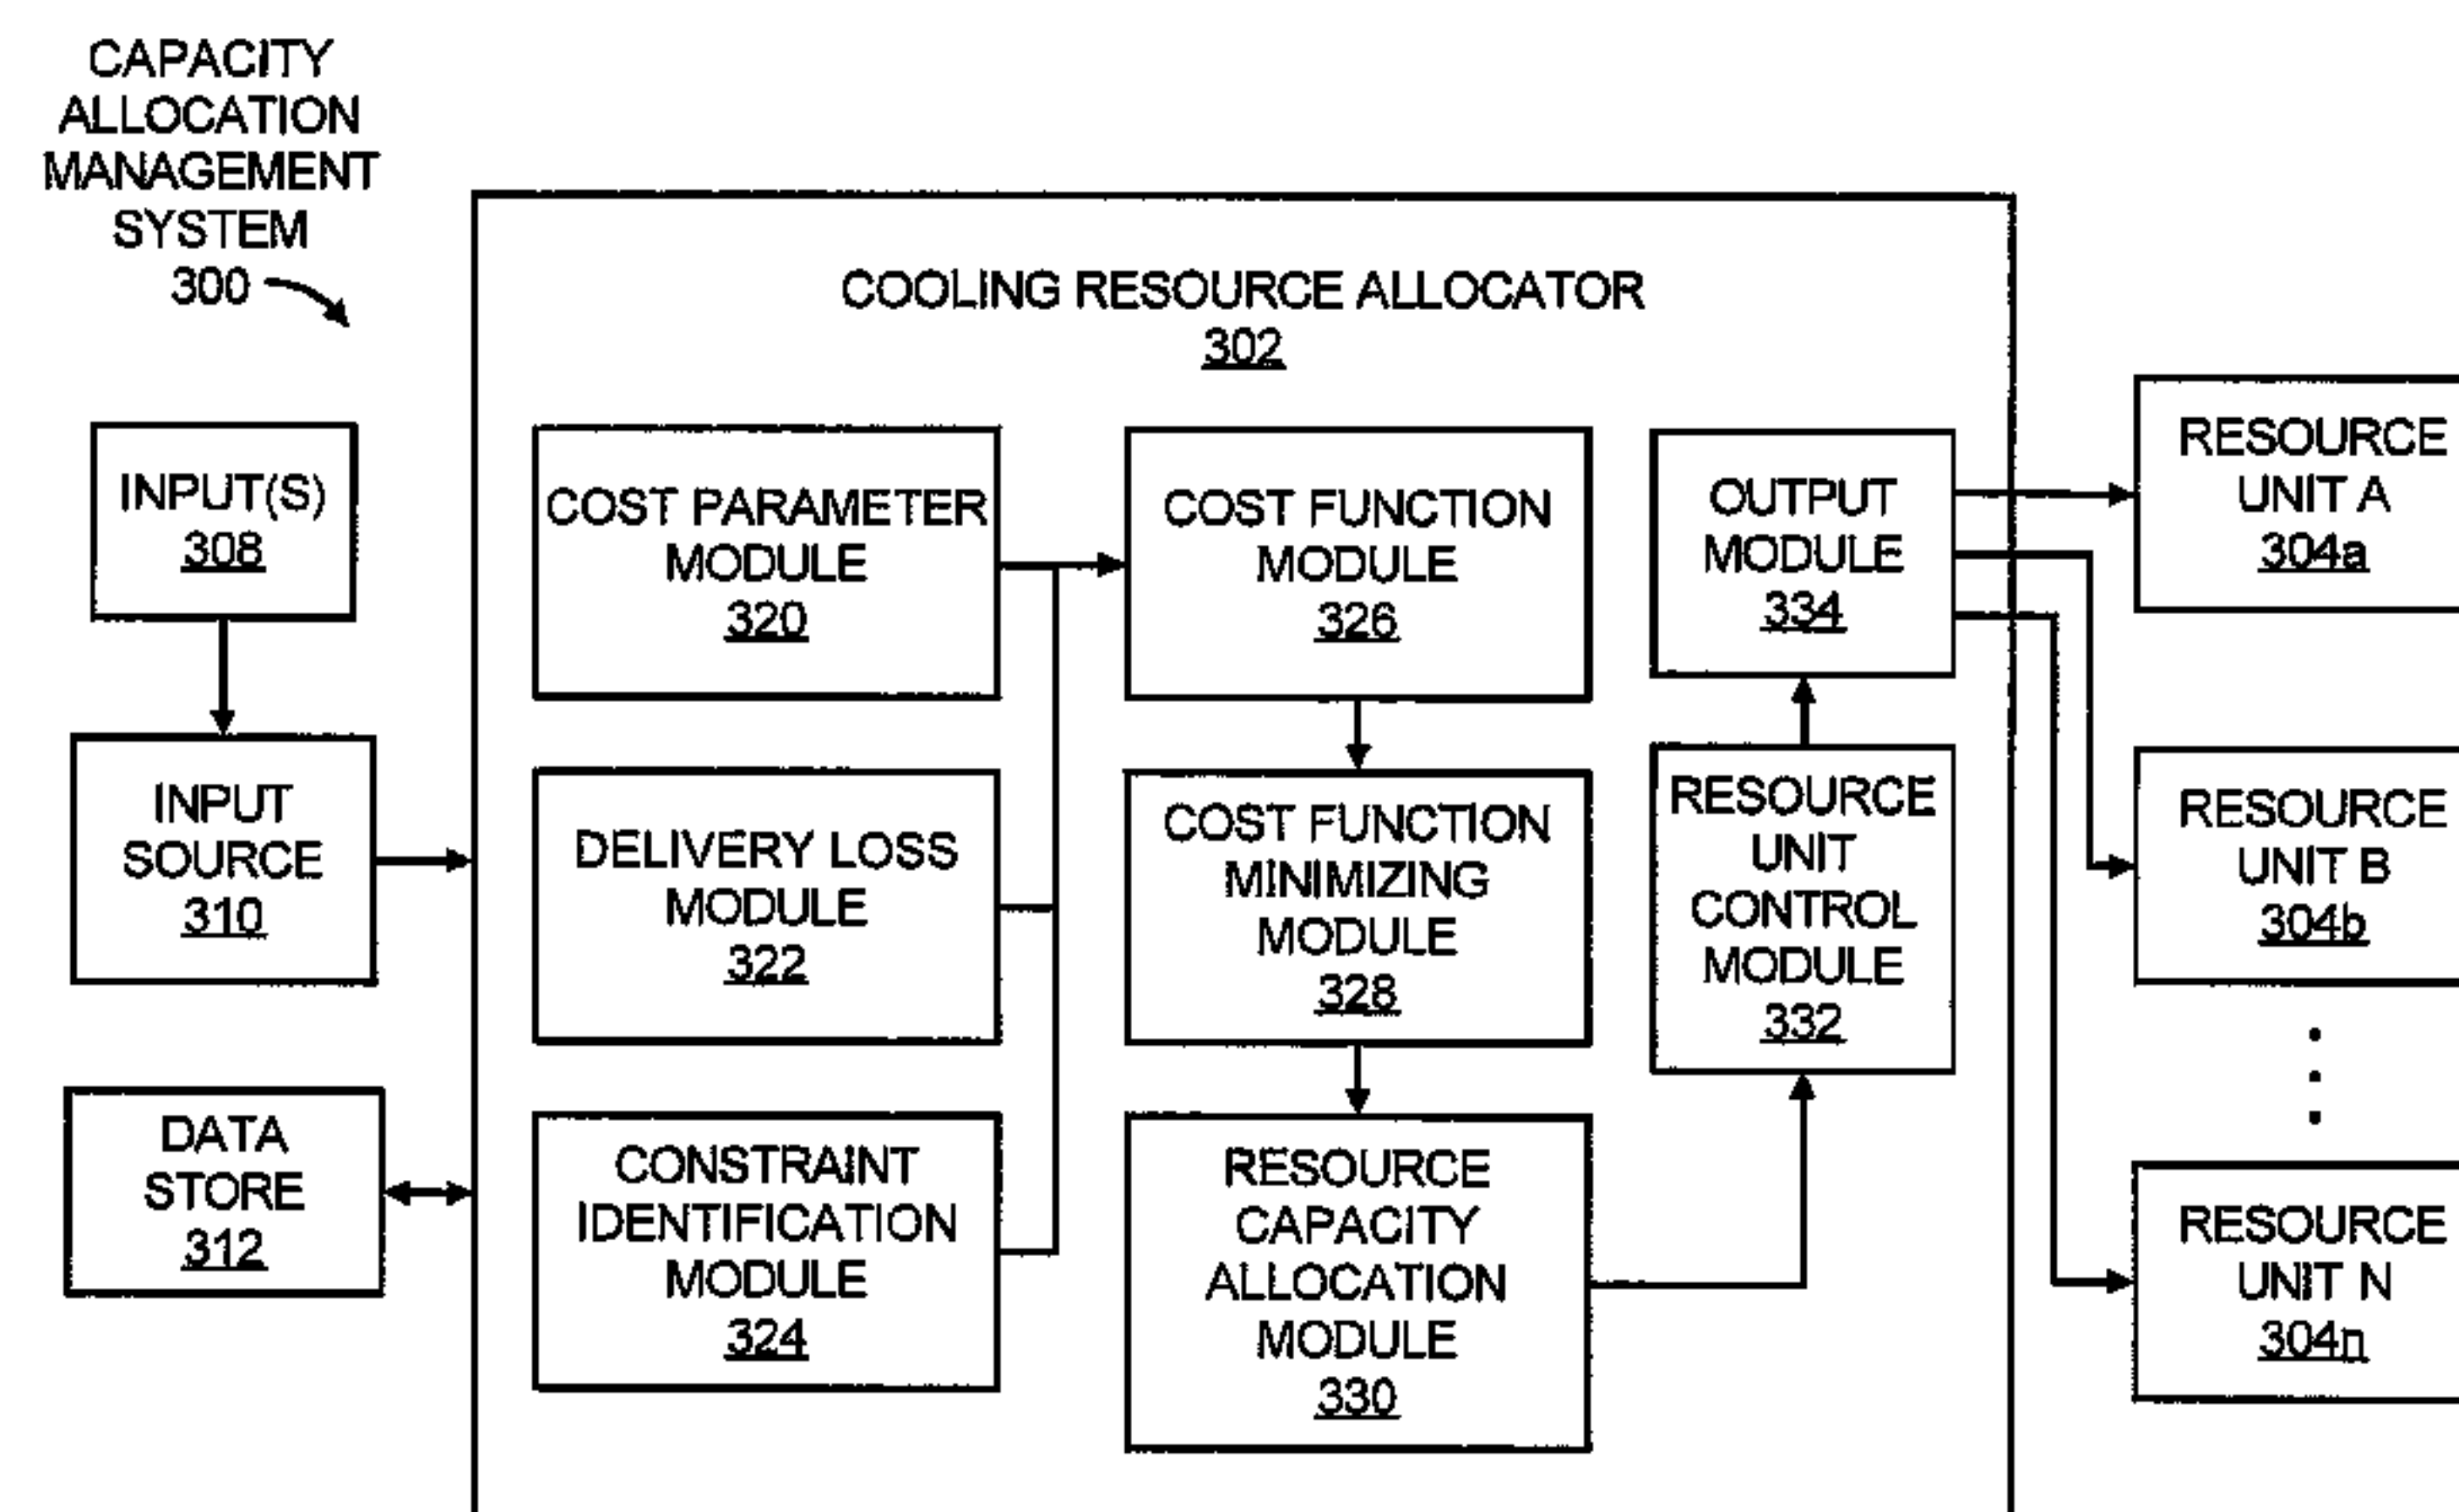 CAPACITY
ALLOCATION
MANAGEMENT
SYSTEM
300
COOLING RESOURCE ALLOCATOR
302
INPUT(S)
308
INPUT
SOURCE
310
DATA
STORE
312
COST PARAMETER
MODULE
320
DELIVERY LOSS
MODULE
322
CONSTRAINT
IDENTIFICATION
MODULE
324
COST FUNCTION
MODULE
326
COST FUNCTION
MINIMIZING
MODULE
328
RESOURCE
CAPACITY
ALLOCATION
MODULE
330
OUTPUT
MODULE
334
RESOURCE
UNIT
CONTROL
MODULE
332
RESOURCE
UNIT A
304a
RESOURCE
UNIT B
304b
RESOURCE
UNIT N
304n